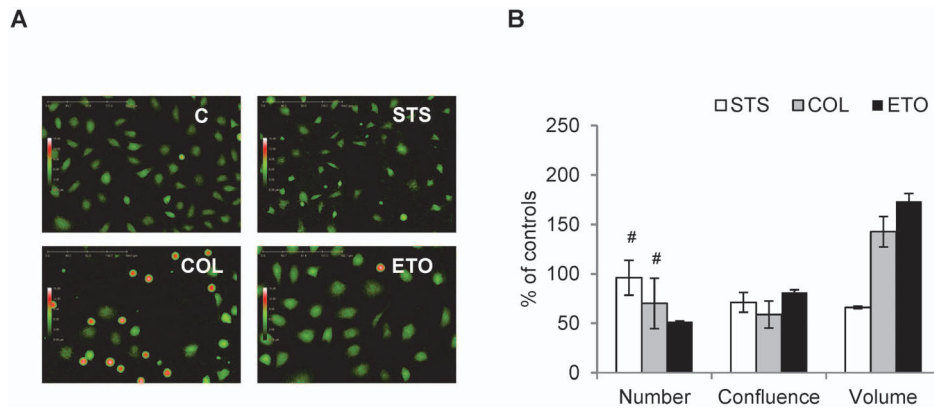 A
B
C
STS
COL
ETO
STS COL ETO
% of controls
250
200
150
100
50
0
# #
Number Confluence Volume